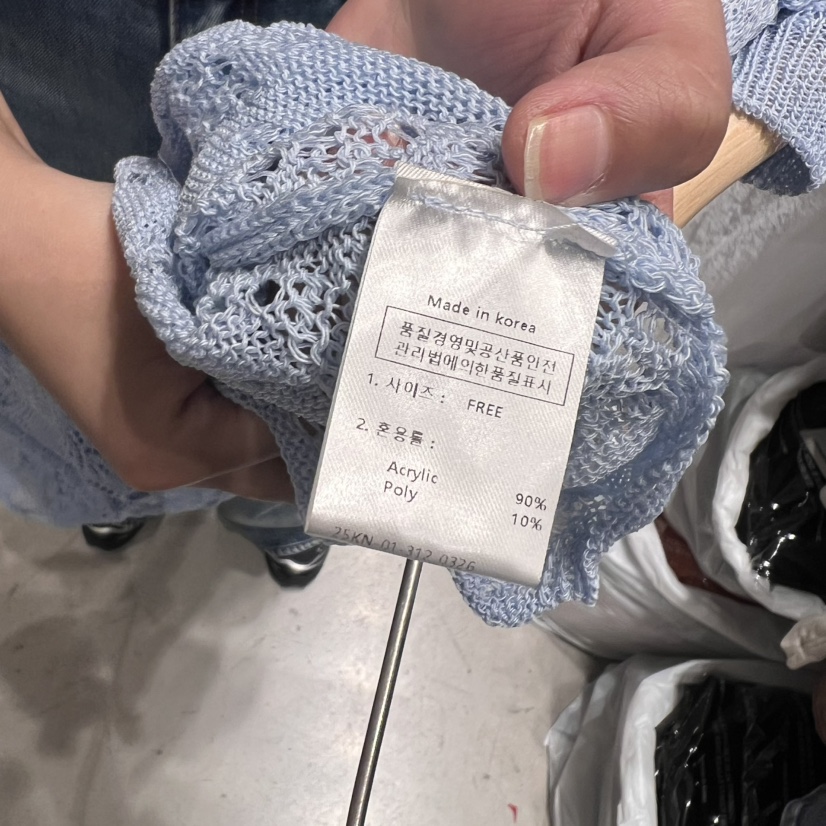 Made in korea
품질경영및공산품안전
관리법에의한품질표시
1. 사이즈 : FREE
2. 혼용률 :
Acrylic 90%
Poly 10%
25KN 01 312 0326